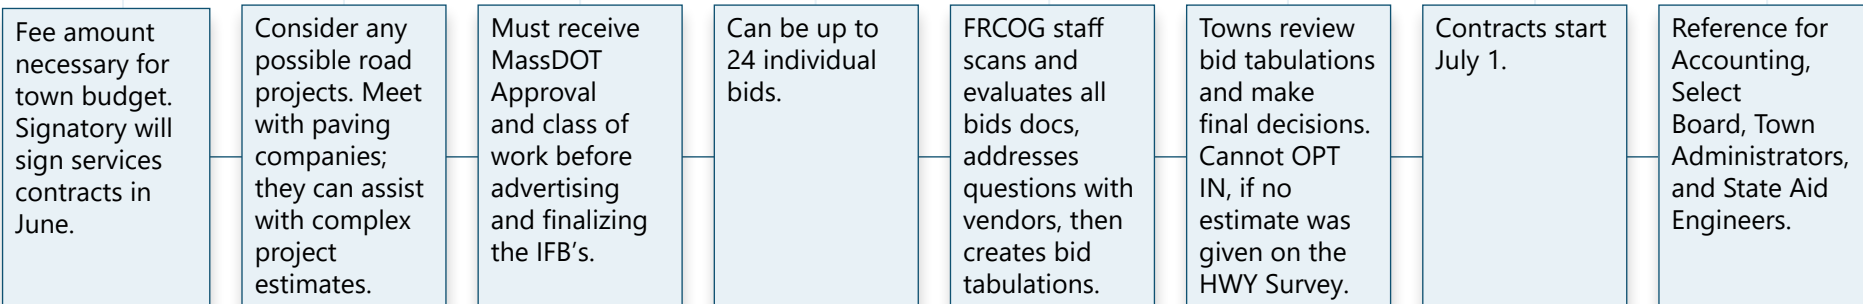 Fee amount
necessary for
town budget.
Signatory will
sign services
contracts in
June.
Consider any
possible road
projects. Meet
with paving
companies;
they can assist
with complex
project
estimates.
Must receive
MassDOT
Approval
and class of
work before
advertising
and finalizing
the IFB’s.
Can be up to
24 individual
bids.
FRCOG staff
scans and
evaluates all
bids docs,
addresses
questions with
vendors, then
creates bid
tabulations.
Towns review
bid tabulations
and make
final decisions.
Cannot OPT
IN, if no
estimate was
given on the
HWY Survey.
Contracts start
July 1.
Reference for
Accounting,
Select
Board, Town
Administrators,
and State Aid
Engineers.